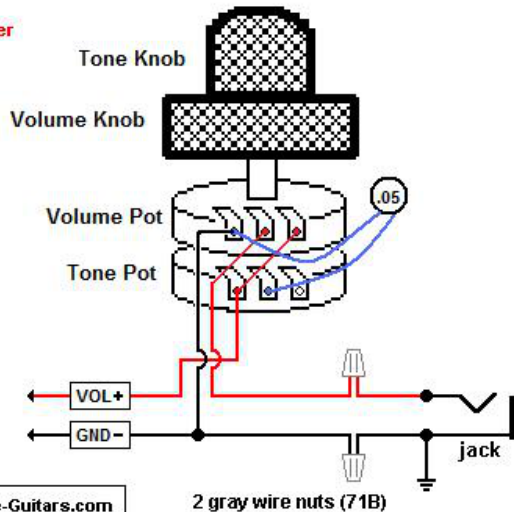 er
Tone Knob
Volume Knob
.05
Volume Pot
Tone Pot
VOL+
GND-
jack
e-Guitars.com
2 gray wire nuts (71B)